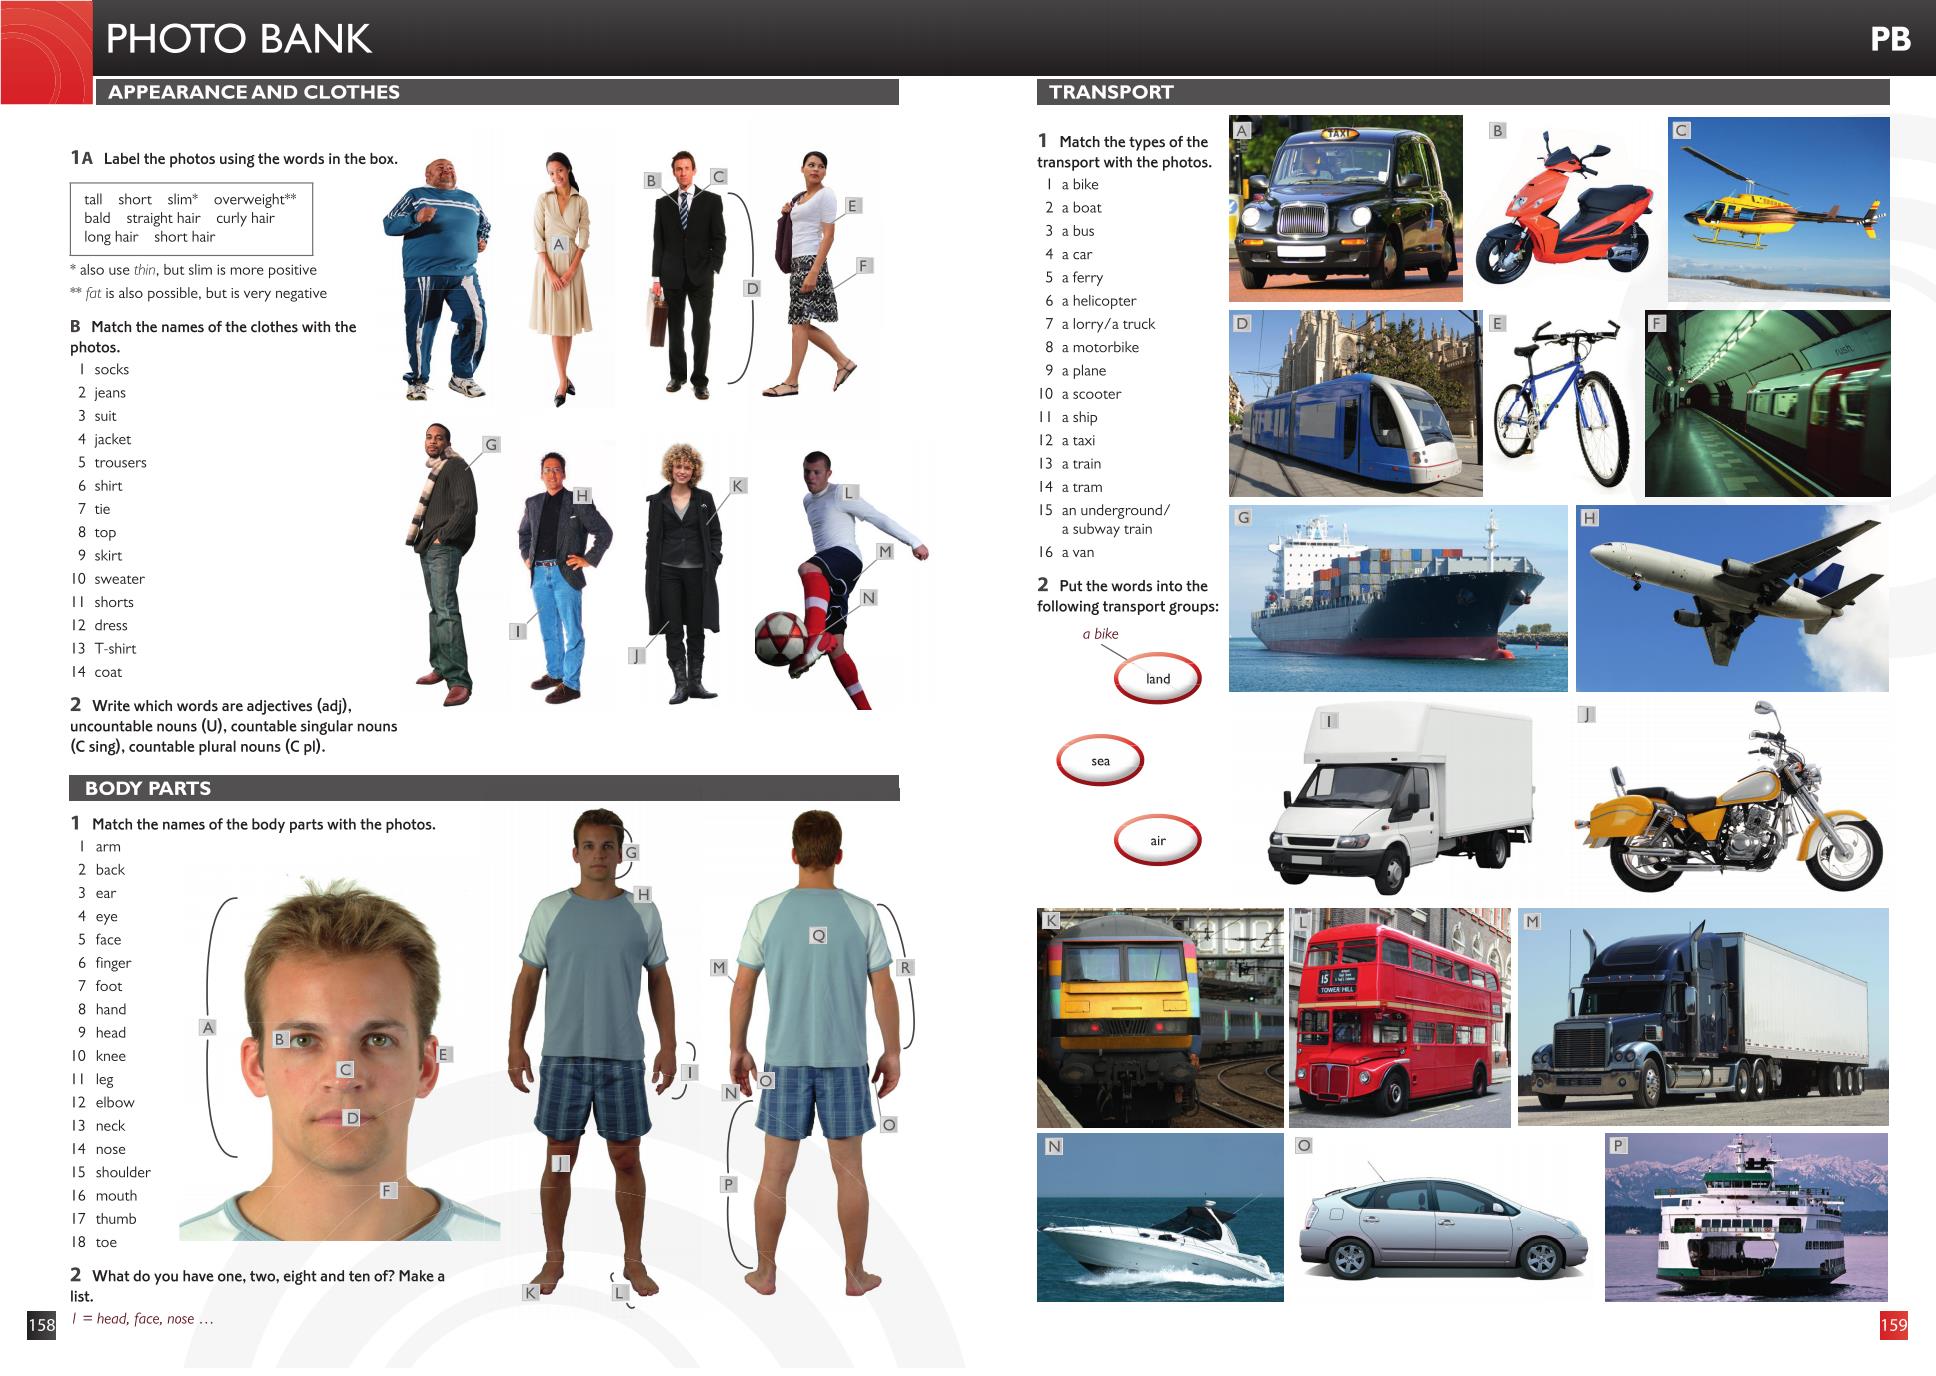 PHOTO BANK
PB
APPEARANCE AND CLOTHES
1A Label the photos using the words in the box.
tall short slim* overweight**
bald straight hair curly hair
long hair short hair
* also use thin, but slim is more positive
** fat is also possible, but is very negative
B Match the names of the clothes with the
photos.
1 socks
2 jeans
3 suit
4 jacket
5 trousers
6 shirt
7 tie
8 top
9 skirt
10 sweater
11 shorts
12 dress
13 T-shirt
14 coat
A
B
C
D
E
F
G
H
I
J
K
L
M
N
2 Write which words are adjectives (adj),
uncountable nouns (U), countable singular nouns
(C sing), countable plural nouns (C pl).
BODY PARTS
1 Match the names of the body parts with the photos.
1 arm
2 back
3 ear
4 eye
5 face
6 finger
7 foot
8 hand
9 head
10 knee
11 leg
12 elbow
13 neck
14 nose
15 shoulder
16 mouth
17 thumb
18 toe
A
B
C
D
E
F
G
H
I
J
K
L
M
N
O
O
P
Q
R
2 What do you have one, two, eight and ten of? Make a
list.
1 = head, face, nose …
158
TRANSPORT
1 Match the types of the
transport with the photos.
1 a bike
2 a boat
3 a bus
4 a car
5 a ferry
6 a helicopter
7 a lorry/a truck
8 a motorbike
9 a plane
10 a scooter
11 a ship
12 a taxi
13 a train
14 a tram
15 an underground/
a subway train
16 a van
2 Put the words into the
following transport groups:
a bike
land
sea
air
A
TAXI
B
C
D
E
F
G
H
I
J
K
L
15
TOWER HILL
M
N
O
P
159